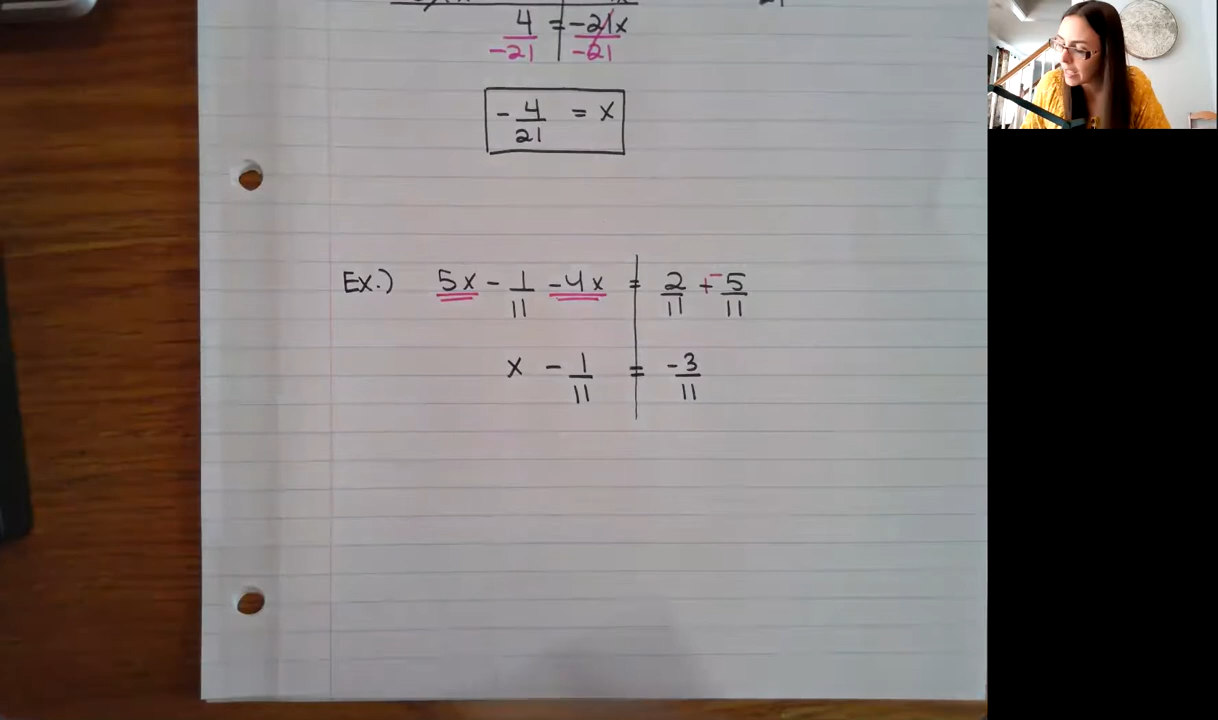 4 = -21x
-21 -21
- 4/21 = x
Ex.) 5x - 1/11 - 4x = 2/11 + -5/11
x - 1/11 = -3/11